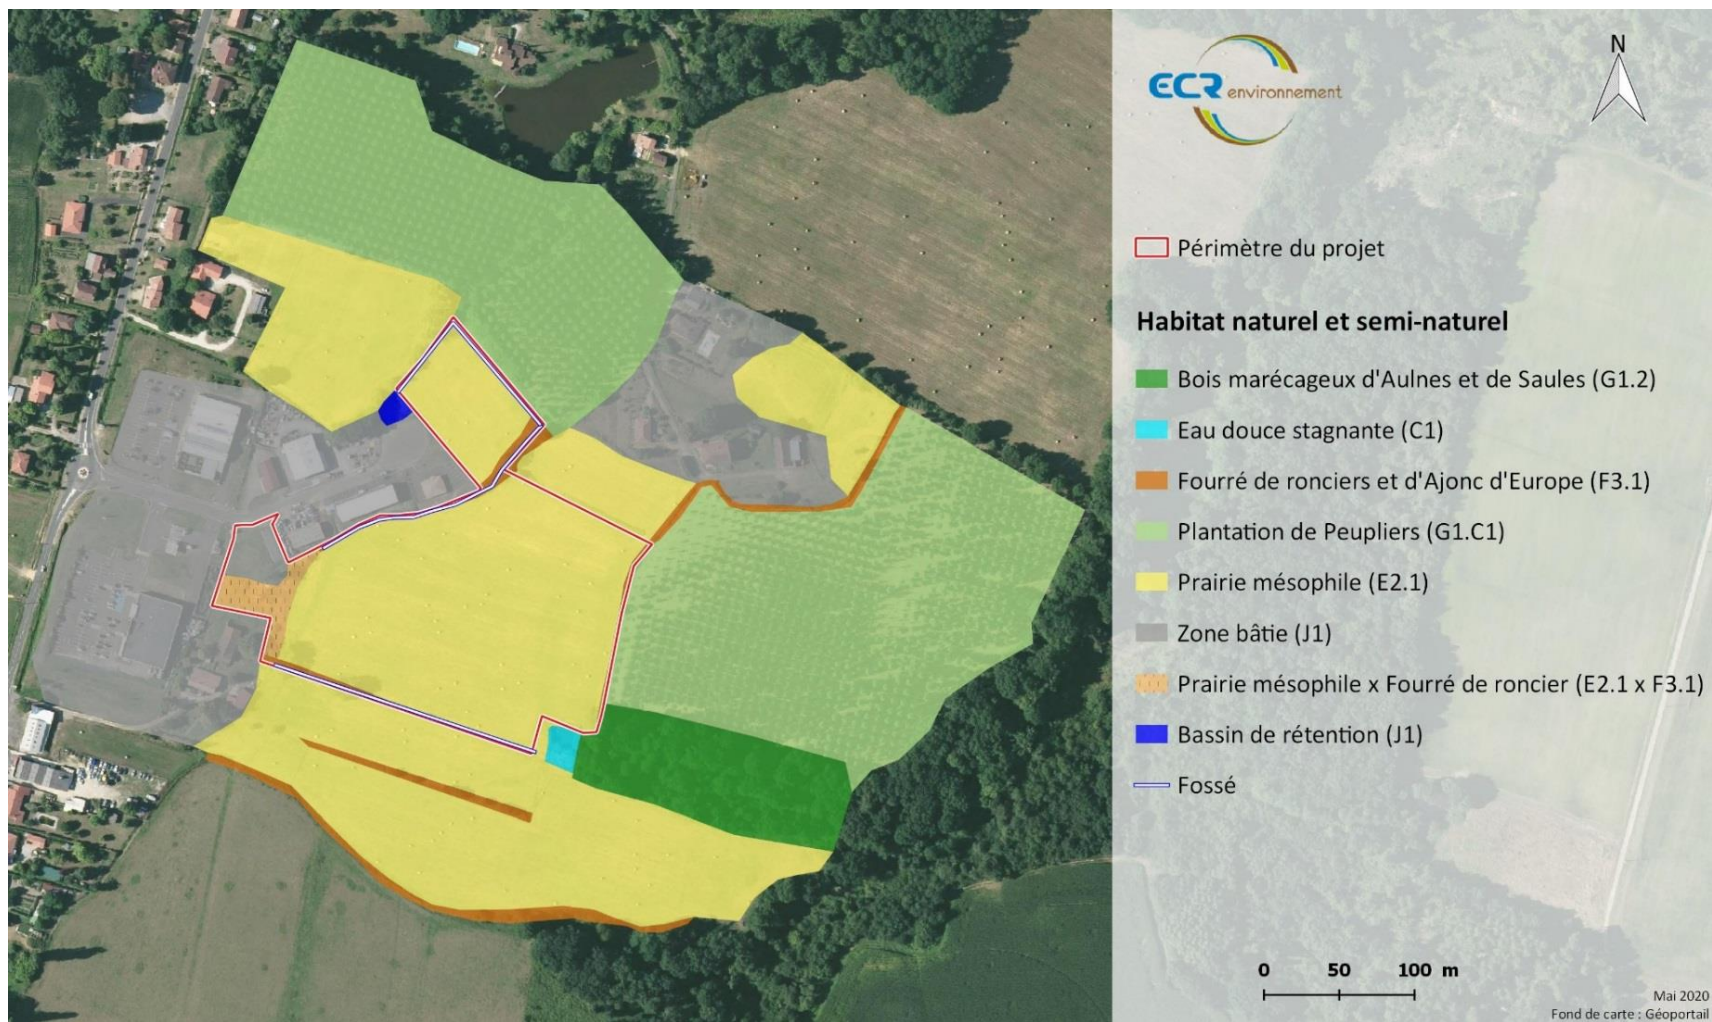 ECR environnement
N
Périmètre du projet
Habitat naturel et semi-naturel
Bois marécageux d'Aulnes et de Saules (G1.2)
Eau douce stagnante (C1)
Fourré de ronciers et d'Ajonc d'Europe (F3.1)
Plantation de Peupliers (G1.C1)
Prairie mésophile (E2.1)
Zone bâtie (J1)
Prairie mésophile x Fourré de roncier (E2.1 x F3.1)
Bassin de rétention (J1)
Fossé
0 50 100 m
Mai 2020
Fond de carte : Géoportail